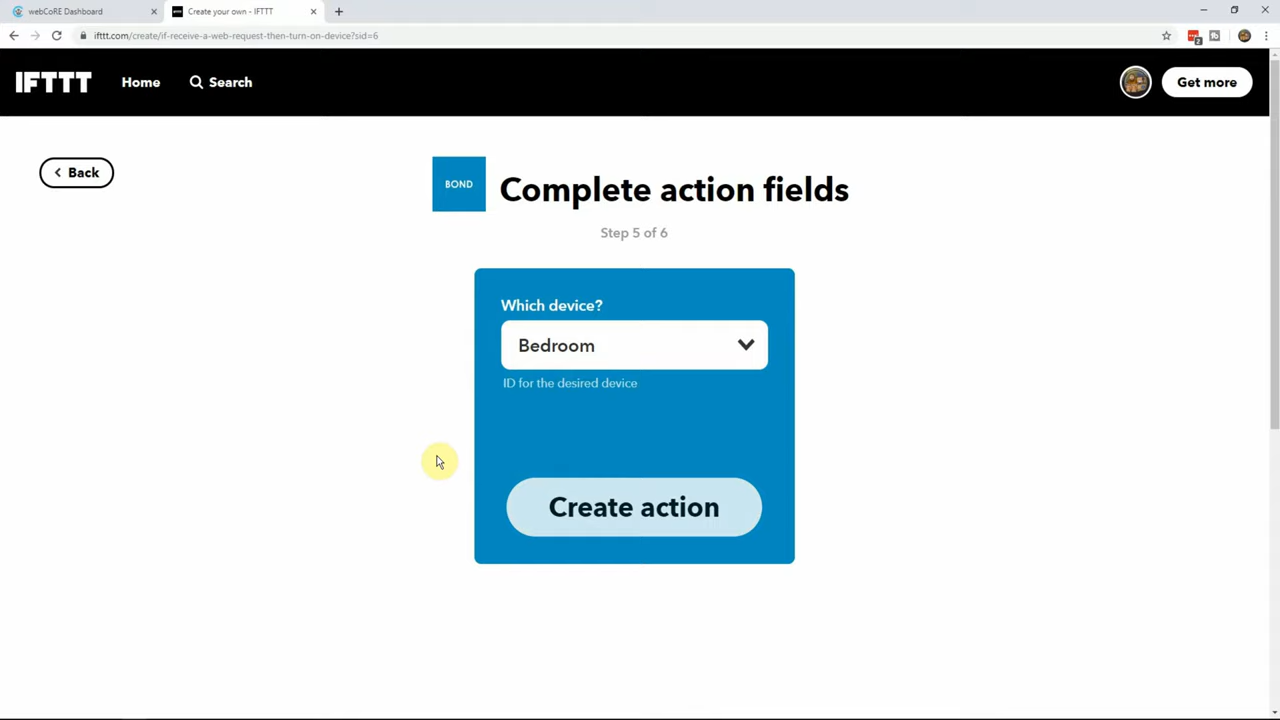 webCoRE Dashboard
Create your own - IFTTT
ifttt.com/create/if-receive-a-web-request-then-turn-on-device?sid=6
2
IFTTT
Home
Search
Get more
Back
BOND
Complete action fields
Step 5 of 6
Which device?
Bedroom
ID for the desired device
Create action